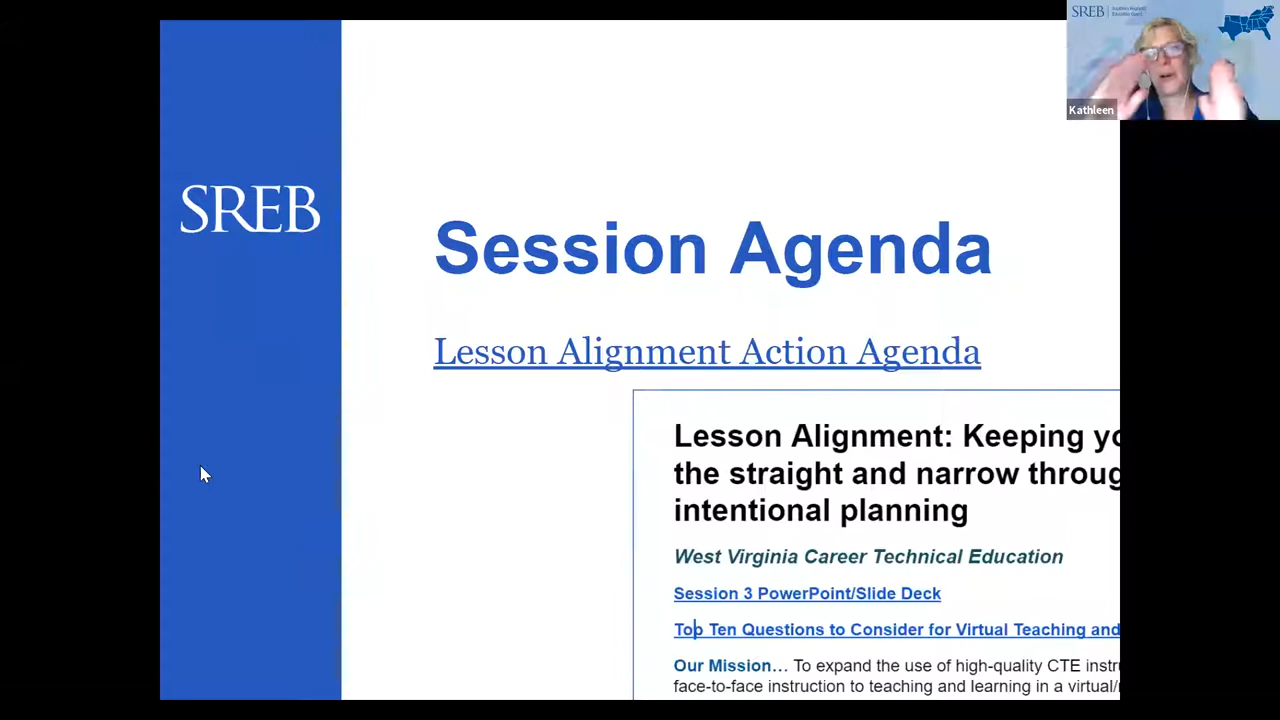 SREB
Session Agenda
Lesson Alignment Action Agenda
Lesson Alignment: Keeping yo
the straight and narrow throug
intentional planning
West Virginia Career Technical Education
Session 3 PowerPoint/Slide Deck
Top Ten Questions to Consider for Virtual Teaching and
Our Mission… To expand the use of high-quality CTE instr
face-to-face instruction to teaching and learning in a virtual/
SREB
Kathleen